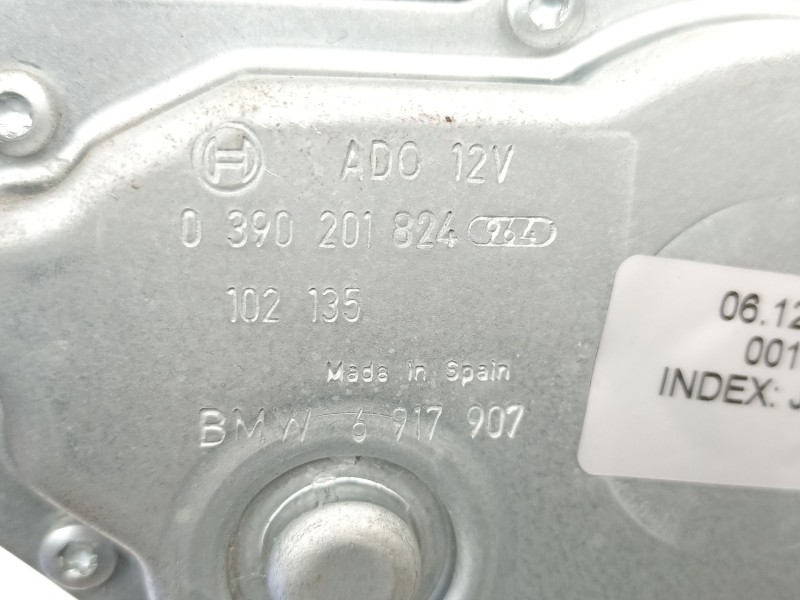 ADO 12V
0 390 201 824 964
102 135
Made in Spain
BMW 6 917 907
06.12
001
INDEX: J